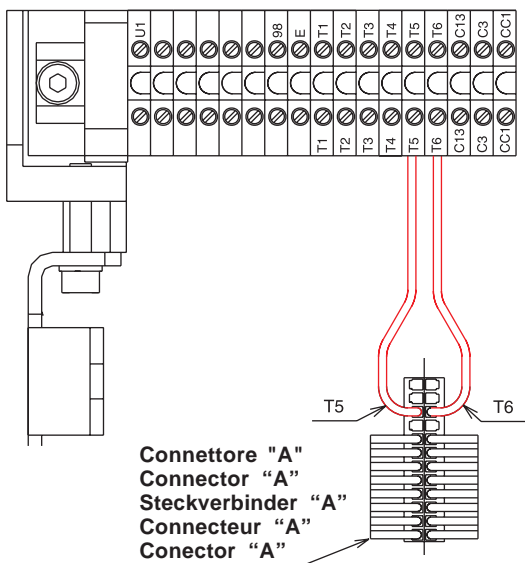 U1 98 E T1 T2 T3 T4 T5 T6 C13 C3 CC1
T1 T2 T3 T4 T5 T6 C13 C3 CC1
T5 T6
Connettore "A"
Connector “A”
Steckverbinder “A”
Connecteur “A”
Conector “A”